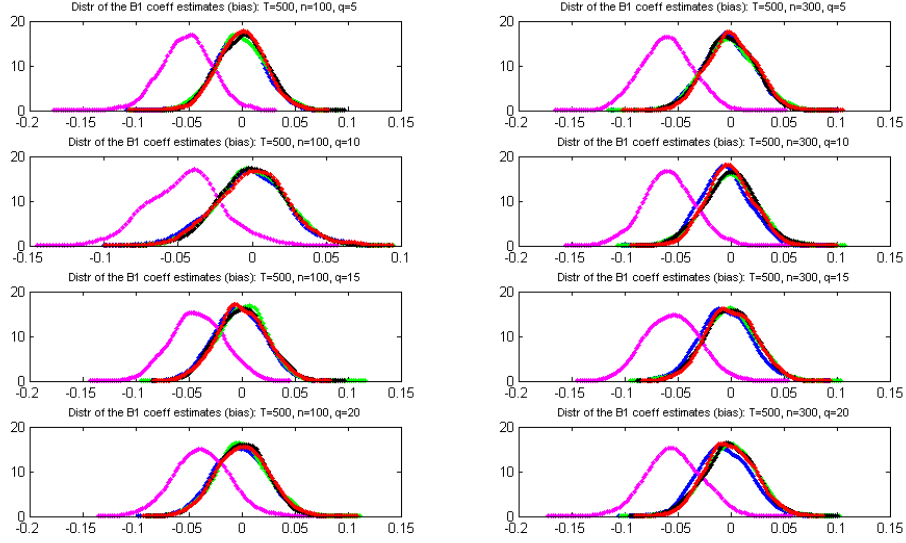 Distr of the B1 coeff estimates (bias): T=500, n=100, q=5
20
10
0
-0.2 -0.15 -0.1 -0.05 0 0.05 0.1 0.15
Distr of the B1 coeff estimates (bias): T=500, n=300, q=5
20
10
0
-0.2 -0.15 -0.1 -0.05 0 0.05 0.1 0.15
Distr of the B1 coeff estimates (bias): T=500, n=100, q=10
20
10
0
-0.15 -0.1 -0.05 0 0.05 0.1
Distr of the B1 coeff estimates (bias): T=500, n=300, q=10
20
10
0
-0.2 -0.15 -0.1 -0.05 0 0.05 0.1 0.15
Distr of the B1 coeff estimates (bias): T=500, n=100, q=15
20
10
0
-0.2 -0.15 -0.1 -0.05 0 0.05 0.1 0.15
Distr of the B1 coeff estimates (bias): T=500, n=300, q=15
20
10
0
-0.2 -0.15 -0.1 -0.05 0 0.05 0.1 0.15
Distr of the B1 coeff estimates (bias): T=500, n=100, q=20
20
10
0
-0.2 -0.15 -0.1 -0.05 0 0.05 0.1 0.15
Distr of the B1 coeff estimates (bias): T=500, n=300, q=20
20
10
0
-0.2 -0.15 -0.1 -0.05 0 0.05 0.1 0.15